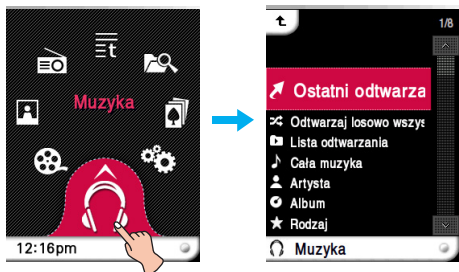 t
Muzyka
12:16pm
1/8
Ostatni odtwarza
Odtwarzaj losowo wszys
Lista odtwarzania
Cała muzyka
Artysta
Album
Rodzaj
Muzyka